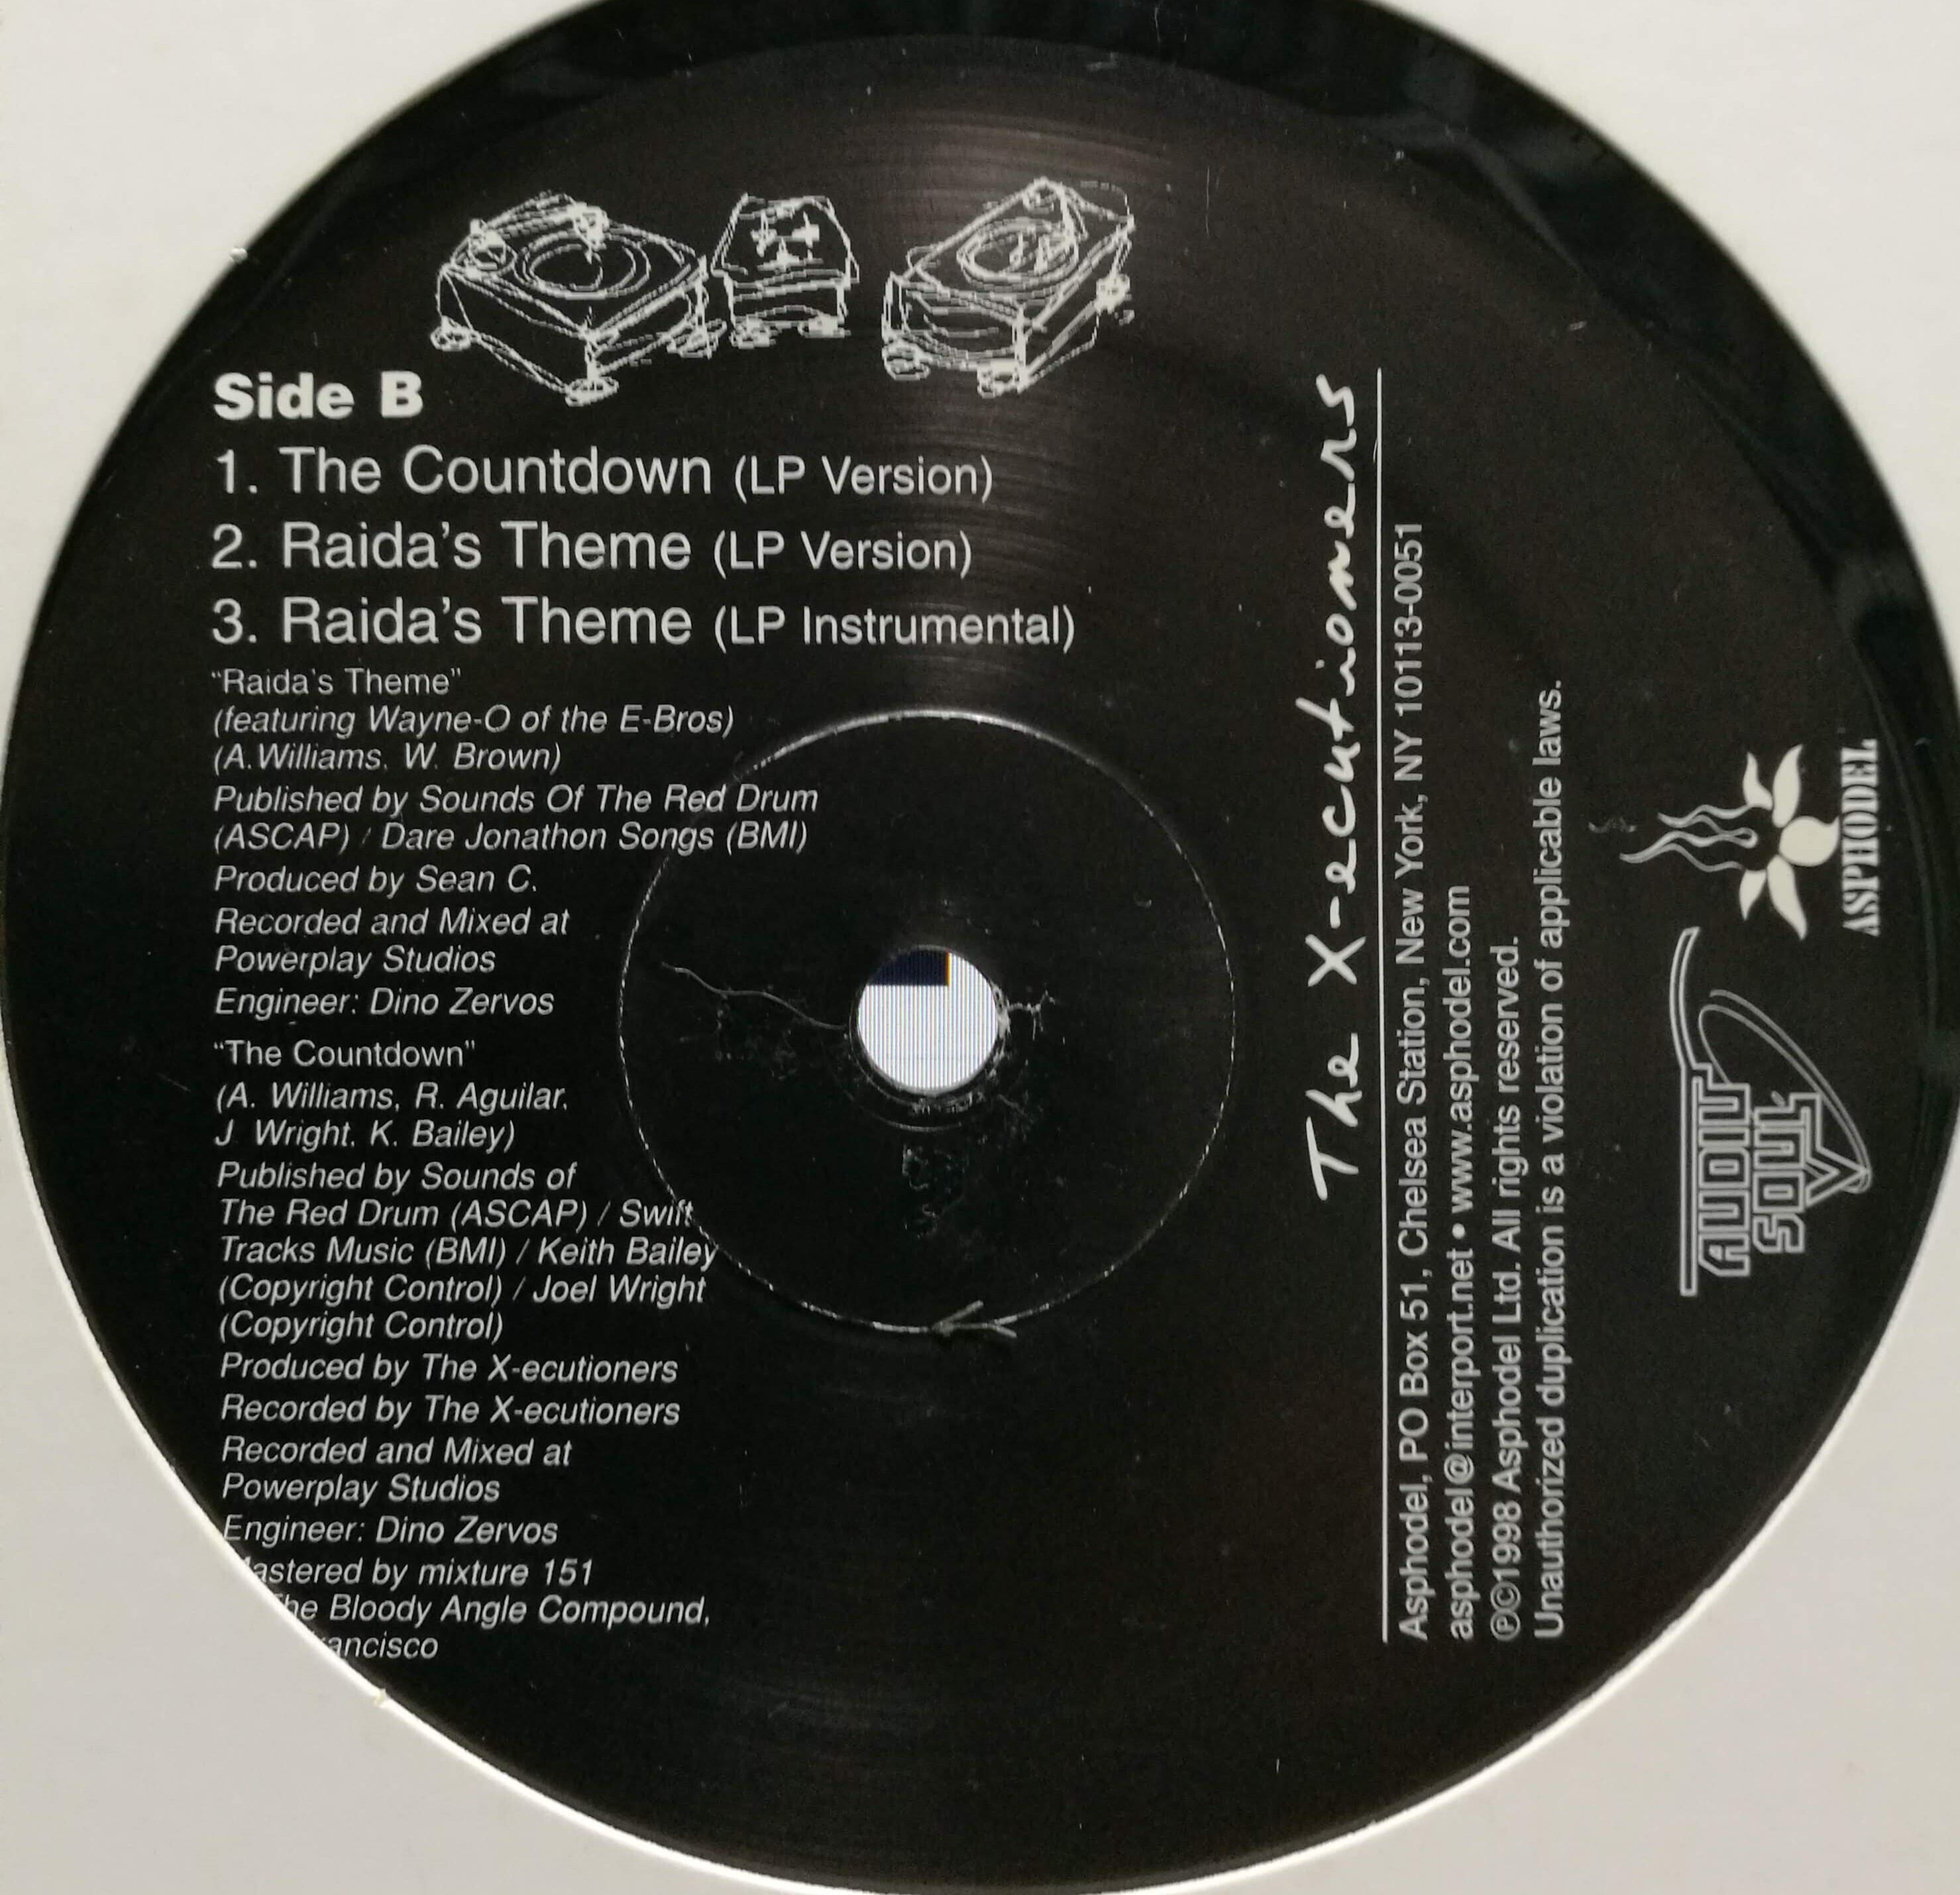 Side B
1. The Countdown (LP Version)
2. Raida's Theme (LP Version)
3. Raida's Theme (LP Instrumental)
“Raida's Theme”
(featuring Wayne-O of the E-Bros)
(A.Williams, W. Brown)
Published by Sounds Of The Red Drum
(ASCAP) / Dare Jonathon Songs (BMI)
Produced by Sean C.
Recorded and Mixed at
Powerplay Studios
Engineer: Dino Zervos
“The Countdown”
(A. Williams, R. Aguilar,
J Wright, K. Bailey)
Published by Sounds of
The Red Drum (ASCAP) / Swift
Tracks Music (BMI) / Keith Bailey
(Copyright Control) / Joel Wright
(Copyright Control)
Produced by The X-ecutioners
Recorded by The X-ecutioners
Recorded and Mixed at
Powerplay Studios
Engineer: Dino Zervos
astered by mixture 151
he Bloody Angle Compound,
ancisco
The X-ecutioners
Asphodel, PO Box 51, Chelsea Station, New York, NY 10113-0051
asphodel@interport.net • www.asphodel.com
℗©1998 Asphodel Ltd. All rights reserved.
Unauthorized duplication is a violation of applicable laws.
AUDIO
SOUL
ASPHODEL